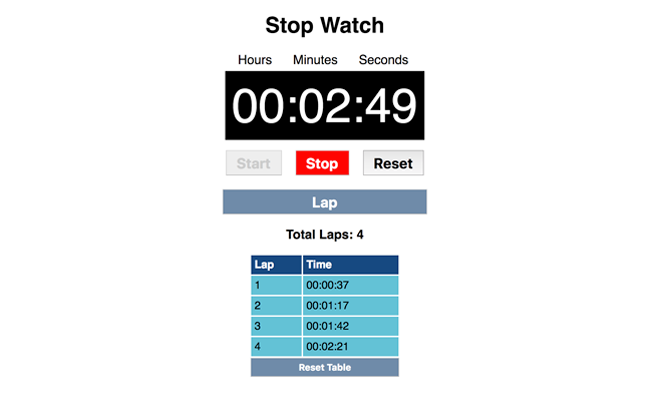 Stop Watch
Hours Minutes Seconds
00:02:49
Start Stop Reset
Lap
Total Laps: 4
Lap Time
1 00:00:37
2 00:01:17
3 00:01:42
4 00:02:21
Reset Table